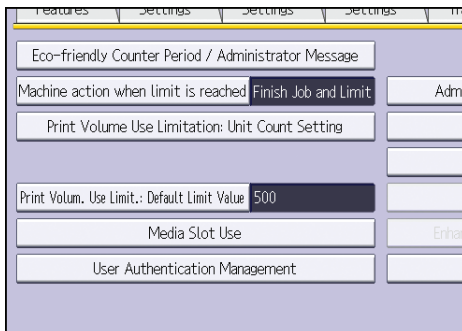 Features Settings Settings Settings
Eco-friendly Counter Period / Administrator Message
Machine action when limit is reached Finish Job and Limit Adm
Print Volume Use Limitation: Unit Count Setting
Print Volum. Use Limit.: Default Limit Value 500
Media Slot Use Enha
User Authentication Management